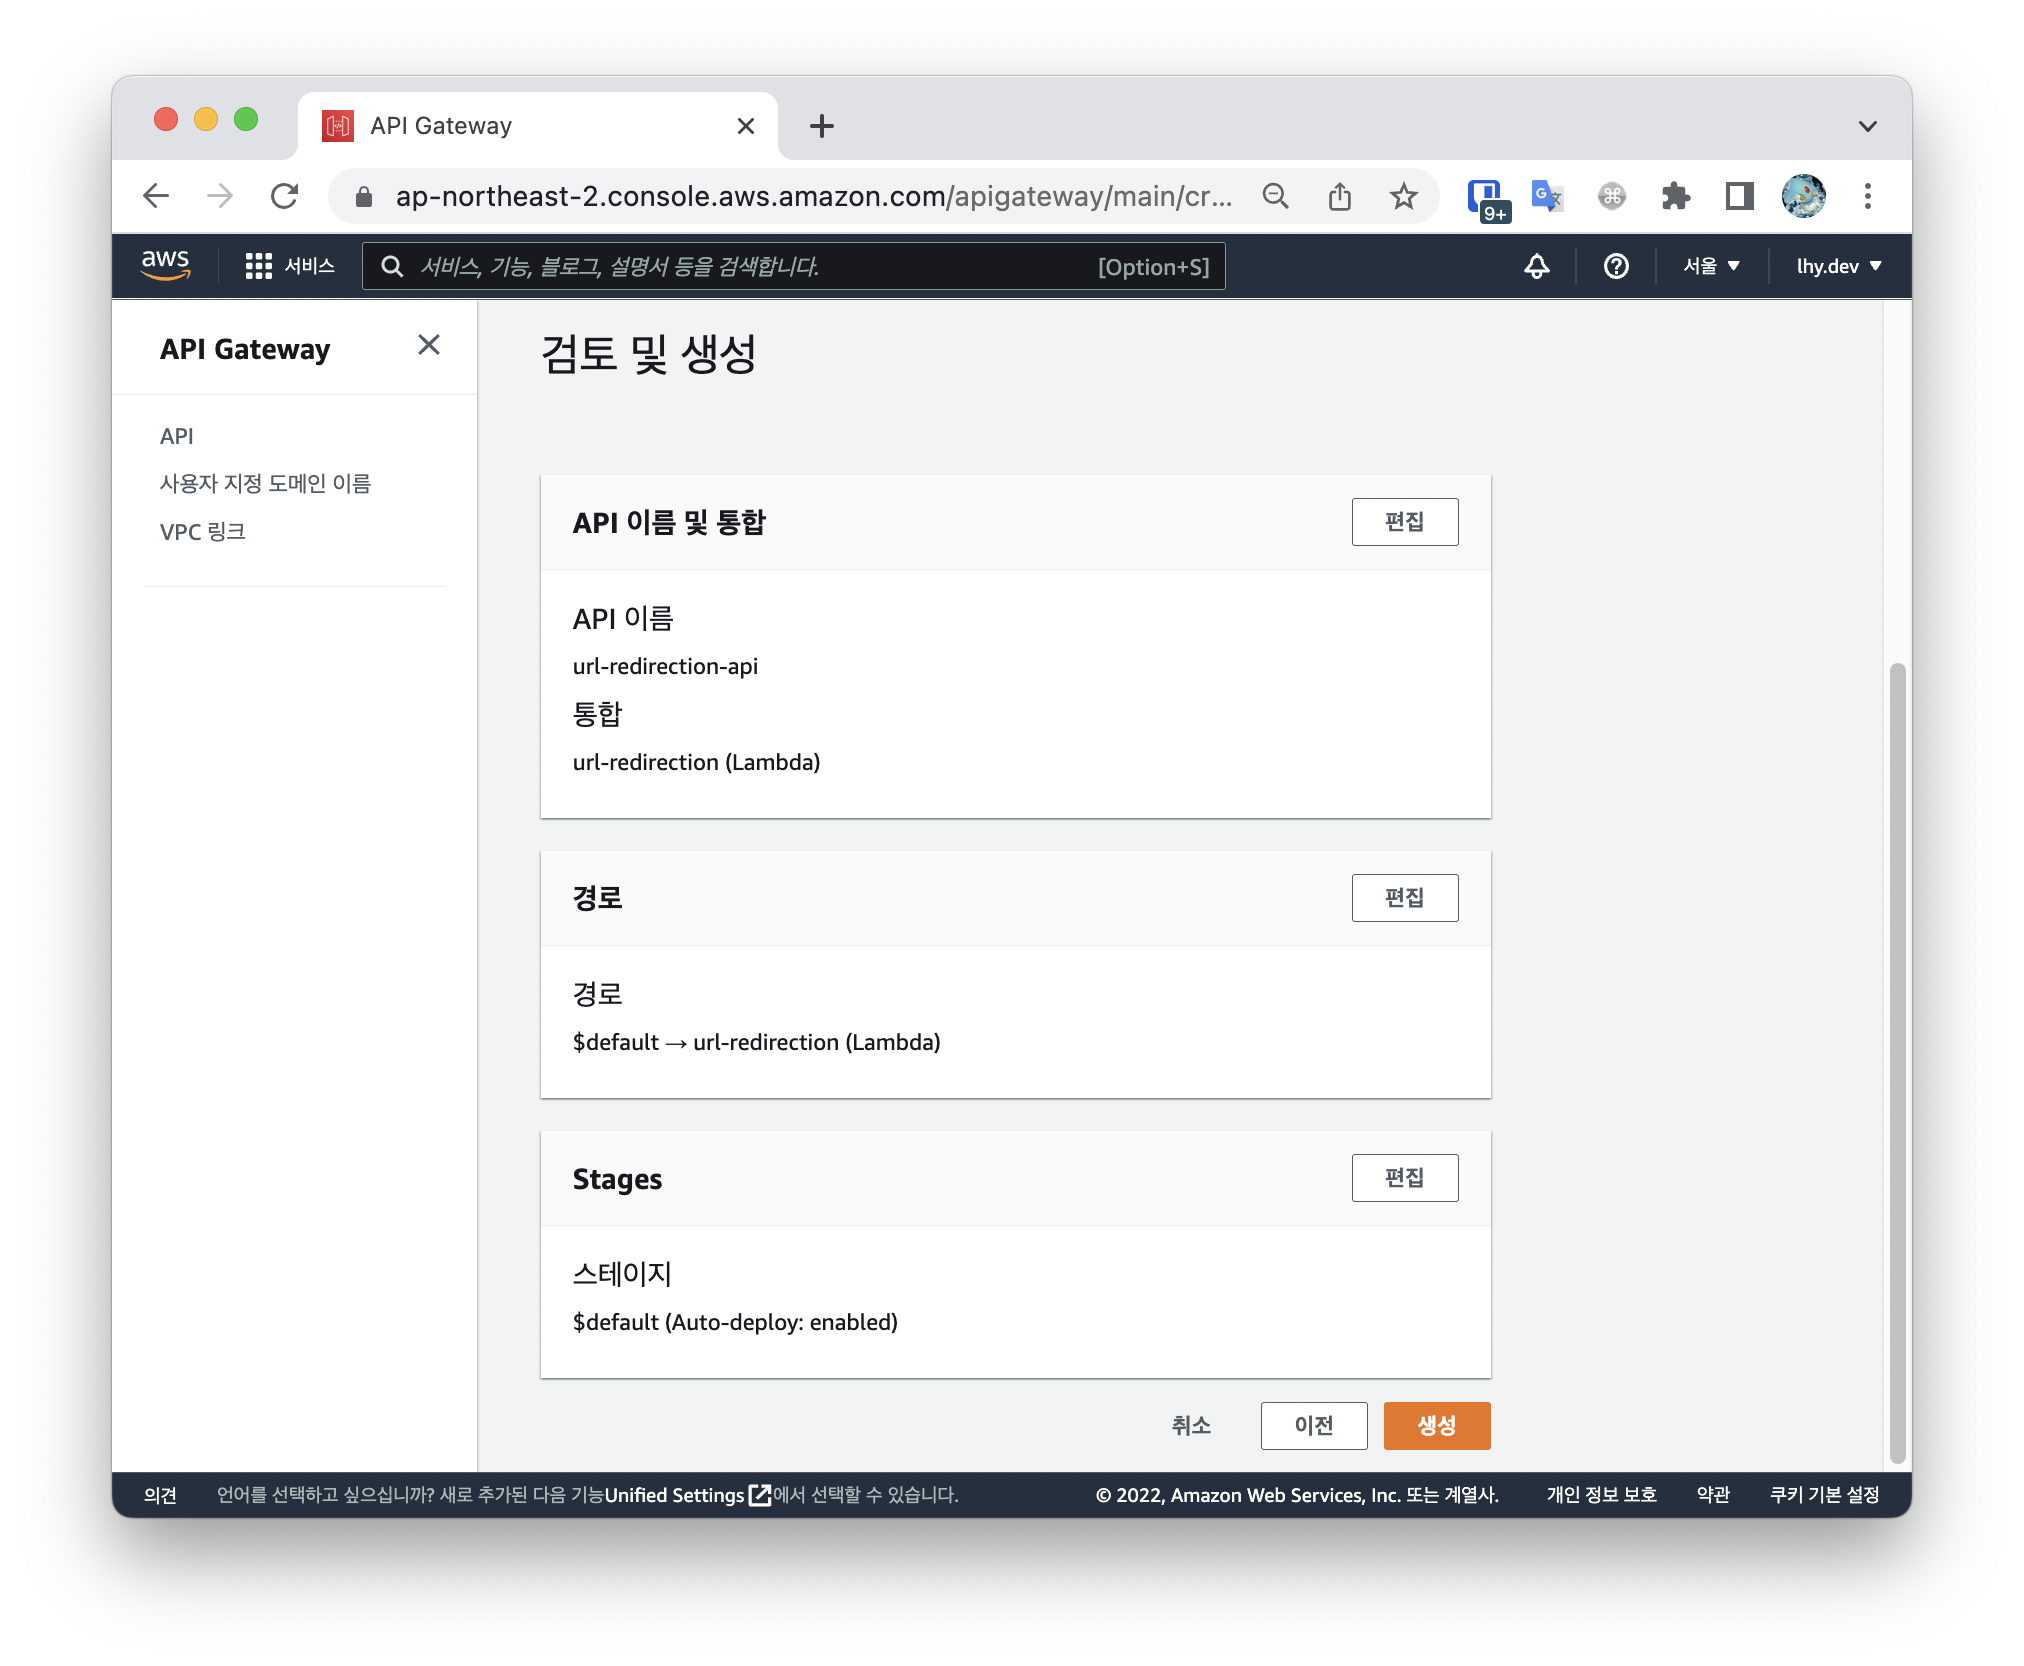 API Gateway
ap-northeast-2.console.aws.amazon.com/apigateway/main/cr...
9+
aws
서비스
서비스, 기능, 블로그, 설명서 등을 검색합니다.
[Option+S]
서울
lhy.dev
API Gateway
API
사용자 지정 도메인 이름
VPC 링크
검토 및 생성
API 이름 및 통합
편집
API 이름
url-redirection-api
통합
url-redirection (Lambda)
경로
편집
경로
$default → url-redirection (Lambda)
Stages
편집
스테이지
$default (Auto-deploy: enabled)
취소
이전
생성
의견
언어를 선택하고 싶으십니까? 새로 추가된 다음 기능Unified Settings에서 선택할 수 있습니다.
© 2022, Amazon Web Services, Inc. 또는 계열사.
개인 정보 보호
약관
쿠키 기본 설정